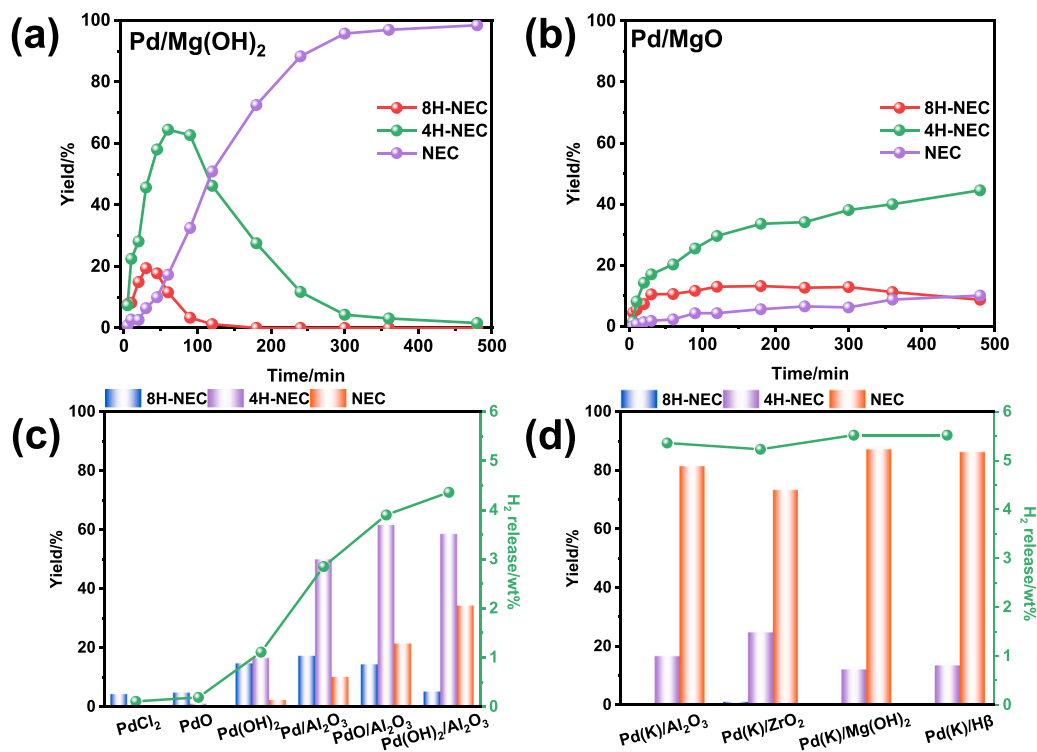 (a)
Pd/Mg(OH)₂
100
80
60
40
20
0
Yield/%
8H-NEC
4H-NEC
NEC
0 100 200 300 400 500
Time/min
(b)
Pd/MgO
100
80
60
40
20
0
Yield/%
8H-NEC
4H-NEC
NEC
0 100 200 300 400 500
Time/min
8H-NEC 4H-NEC NEC
(c)
100
80
60
40
20
0
Yield/%
6
5
4
3
2
1
0
H₂ release/wt%
PdCl₂ PdO Pd(OH)₂ Pd/Al₂O₃ PdO/Al₂O₃ Pd(OH)₂/Al₂O₃
8H-NEC 4H-NEC NEC
(d)
100
80
60
40
20
0
Yield/%
6
5
4
3
2
1
0
H₂ release/wt%
Pd(K)/Al₂O₃ Pd(K)/ZrO₂ Pd(K)/Mg(OH)₂ Pd(K)/Hβ